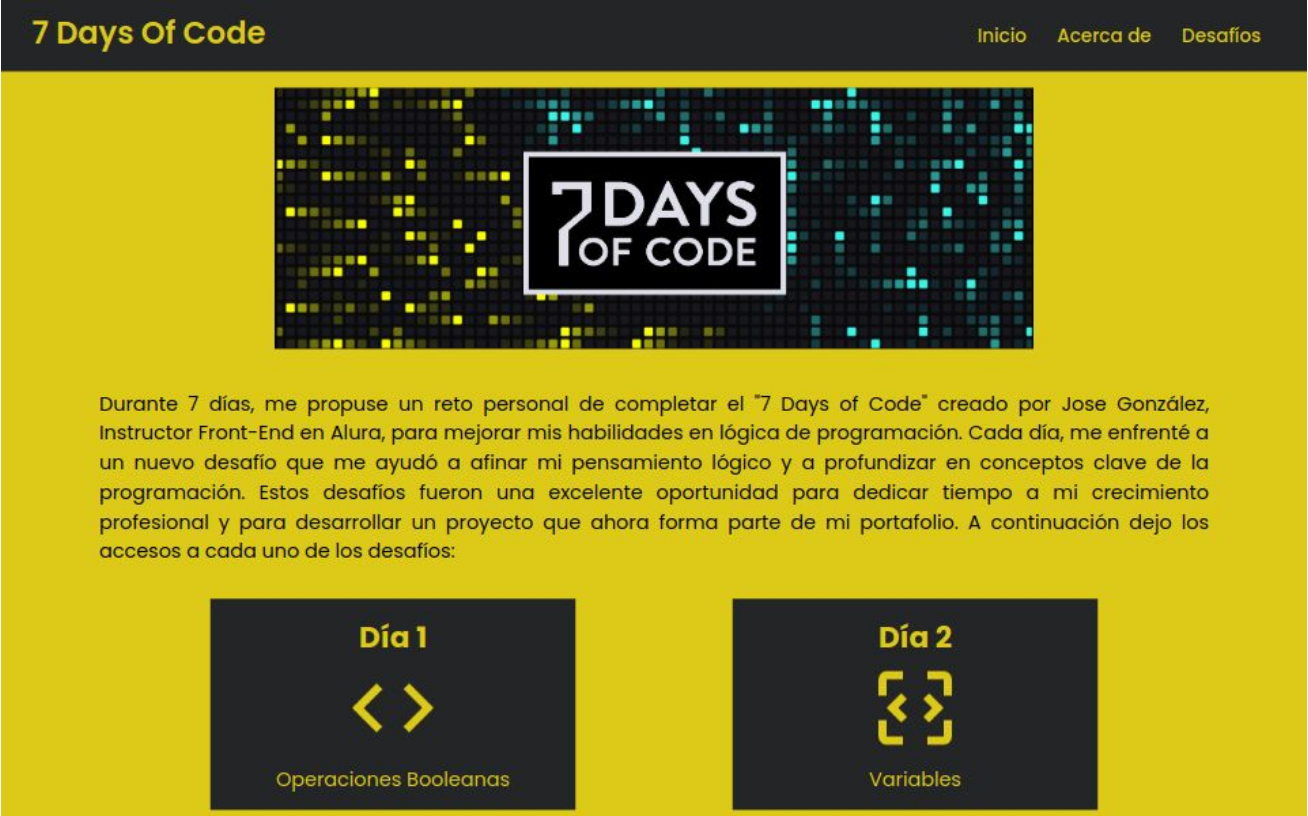 7 Days Of Code
Inicio Acerca de Desafíos
7 DAYS
OF CODE
Durante 7 días, me propuse un reto personal de completar el "7 Days of Code" creado por Jose González,
Instructor Front-End en Alura, para mejorar mis habilidades en lógica de programación. Cada día, me enfrenté a
un nuevo desafío que me ayudó a afinar mi pensamiento lógico y a profundizar en conceptos clave de la
programación. Estos desafíos fueron una excelente oportunidad para dedicar tiempo a mi crecimiento
profesional y para desarrollar un proyecto que ahora forma parte de mi portafolio. A continuación dejo los
accesos a cada uno de los desafíos:
Día 1
Operaciones Booleanas
Día 2
Variables